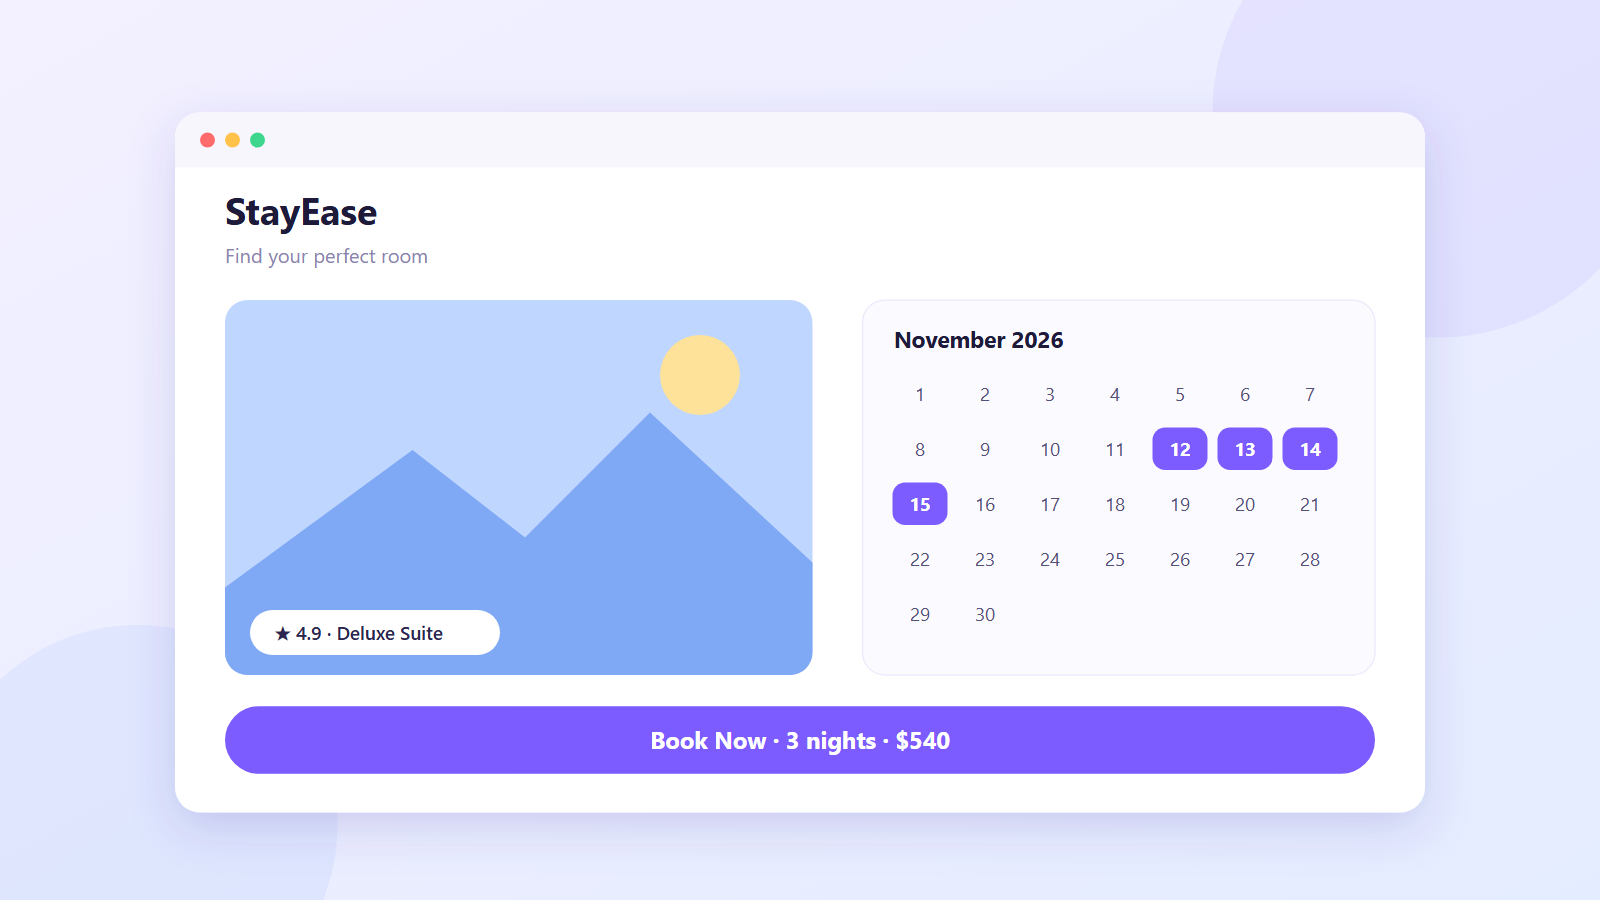 StayEase
Find your perfect room
★ 4.9 · Deluxe Suite
November 2026
1 2 3 4 5 6 7
8 9 10 11 12 13 14
15 16 17 18 19 20 21
22 23 24 25 26 27 28
29 30
Book Now · 3 nights · $540